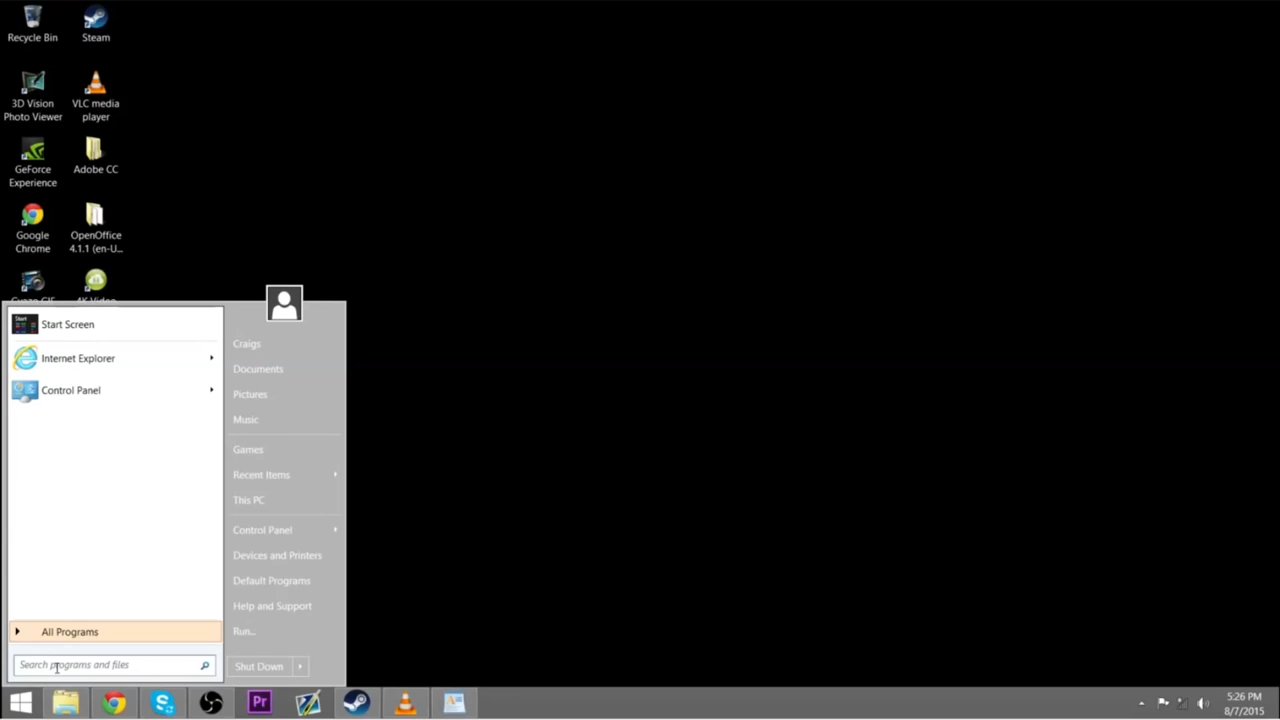 Recycle Bin
Steam
3D Vision
Photo Viewer
VLC media
player
GeForce
Experience
Adobe CC
Google
Chrome
OpenOffice
4.1.1 (en-U...
Start Screen
Internet Explorer
Control Panel
All Programs
Search programs and files
Craigs
Documents
Pictures
Music
Games
Recent Items
This PC
Control Panel
Devices and Printers
Default Programs
Help and Support
Run...
Shut Down
Pr
5:26 PM
8/7/2015